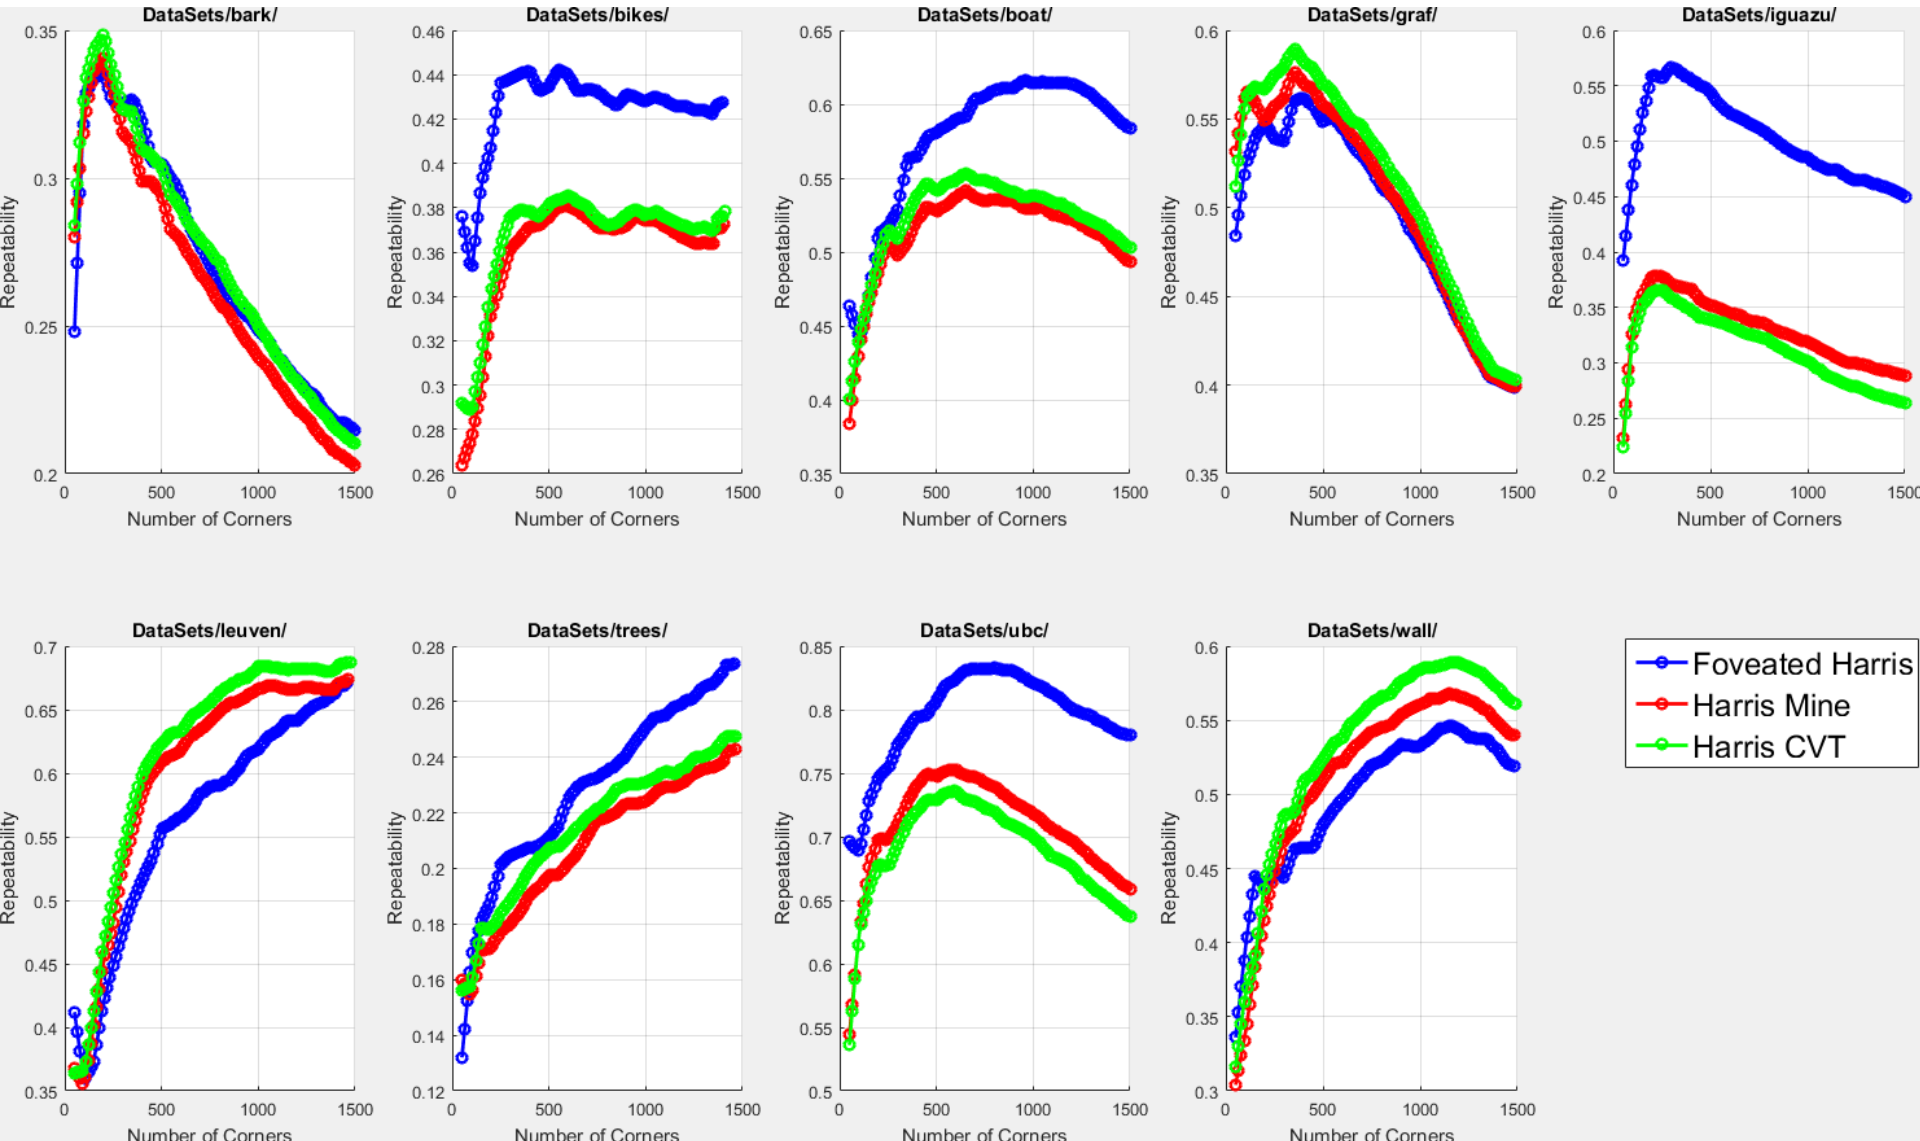 DataSets/bark/ DataSets/bikes/ DataSets/boat/ DataSets/graf/ DataSets/iguazu/
0.35
0.3
0.25
0.2
Repeatability
0 500 1000 1500
Number of Corners
0.46
0.44
0.42
0.4
0.38
0.36
0.34
0.32
0.3
0.28
0.26
Repeatability
0 500 1000 1500
Number of Corners
0.65
0.6
0.55
0.5
0.45
0.4
0.35
Repeatability
0 500 1000 1500
Number of Corners
0.6
0.55
0.5
0.45
0.4
0.35
Repeatability
0 500 1000 1500
Number of Corners
0.6
0.55
0.5
0.45
0.4
0.35
0.3
0.25
0.2
Repeatability
0 500 1000 1500
Number of Corners
DataSets/leuven/ DataSets/trees/ DataSets/ubc/ DataSets/wall/
0.7
0.65
0.6
0.55
0.5
0.45
0.4
0.35
Repeatability
0 500 1000 1500
Number of Corners
0.28
0.26
0.24
0.22
0.2
0.18
0.16
0.14
0.12
Repeatability
0 500 1000 1500
Number of Corners
0.85
0.8
0.75
0.7
0.65
0.6
0.55
0.5
Repeatability
0 500 1000 1500
Number of Corners
0.6
0.55
0.5
0.45
0.4
0.35
0.3
Repeatability
0 500 1000 1500
Number of Corners
Foveated Harris
Harris Mine
Harris CVT